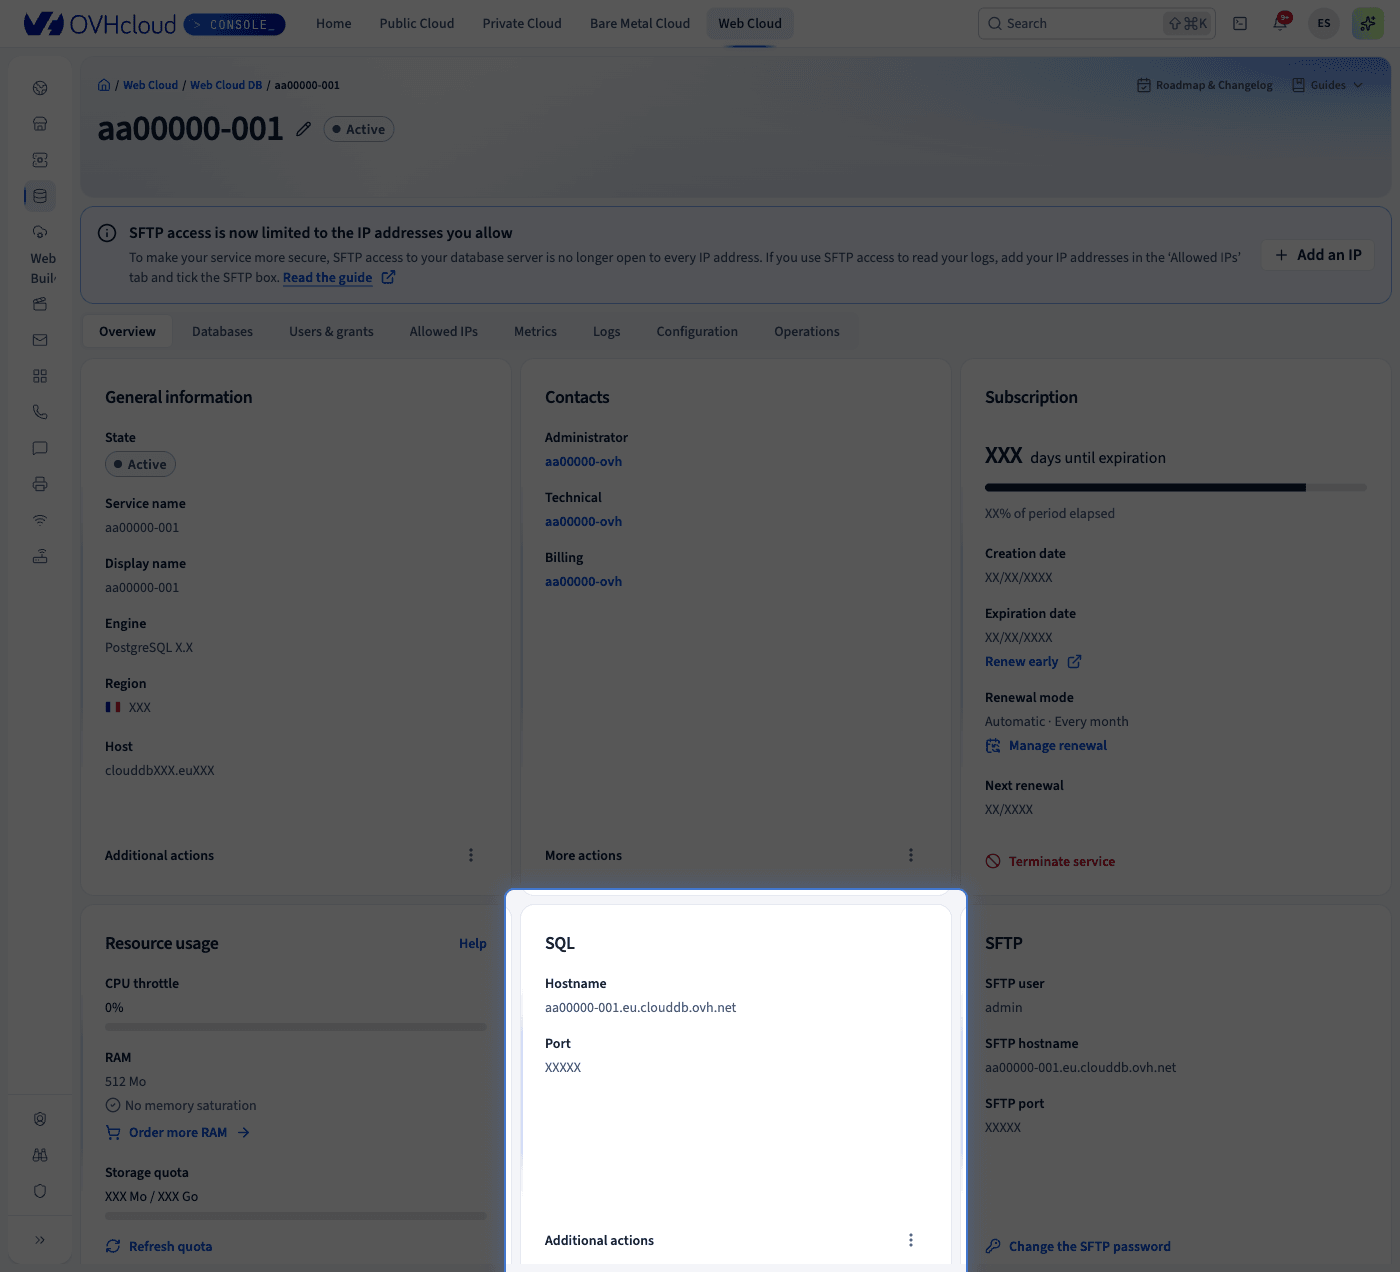 OVHcloud > CONSOLE_
Home
Public Cloud
Private Cloud
Bare Metal Cloud
Web Cloud
Search
⇧⌘K
9+
ES
/ Web Cloud / Web Cloud DB / aa00000-001
Roadmap & Changelog
Guides
aa00000-001
Active
SFTP access is now limited to the IP addresses you allow
To make your service more secure, SFTP access to your database server is no longer open to every IP address. If you use SFTP access to read your logs, add your IP addresses in the ‘Allowed IPs’
tab and tick the SFTP box. Read the guide
+ Add an IP
Web
Buil
Overview
Databases
Users & grants
Allowed IPs
Metrics
Logs
Configuration
Operations
General information
State
Active
Service name
aa00000-001
Display name
aa00000-001
Engine
PostgreSQL X.X
Region
XXX
Host
clouddbXXX.euXXX
Additional actions
Contacts
Administrator
aa00000-ovh
Technical
aa00000-ovh
Billing
aa00000-ovh
More actions
Subscription
XXX days until expiration
XX% of period elapsed
Creation date
XX/XX/XXXX
Expiration date
XX/XX/XXXX
Renew early
Renewal mode
Automatic · Every month
Manage renewal
Next renewal
XX/XXXX
Terminate service
Resource usage
Help
CPU throttle
0%
RAM
512 Mo
No memory saturation
Order more RAM
Storage quota
XXX Mo / XXX Go
Refresh quota
SQL
Hostname
aa00000-001.eu.clouddb.ovh.net
Port
XXXXX
Additional actions
SFTP
SFTP user
admin
SFTP hostname
aa00000-001.eu.clouddb.ovh.net
SFTP port
XXXXX
Change the SFTP password